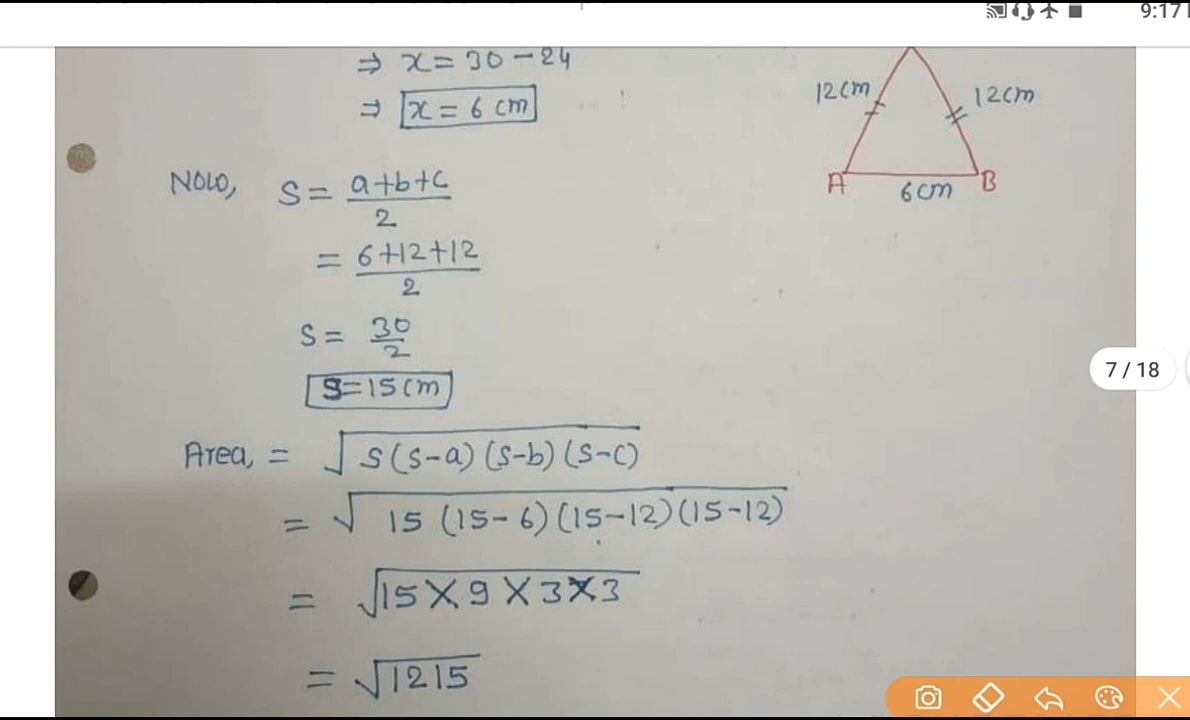 9:17
⇒ x = 30 - 24
⇒ x = 6 cm
12cm
12cm
A
6cm
B
Now, S = a+b+c
2
= 6+12+12
2
S = 30
2
S = 15cm
7 / 18
Area, = √S(S-a)(S-b)(S-c)
= √15 (15-6)(15-12)(15-12)
= √15×9×3×3
= √1215